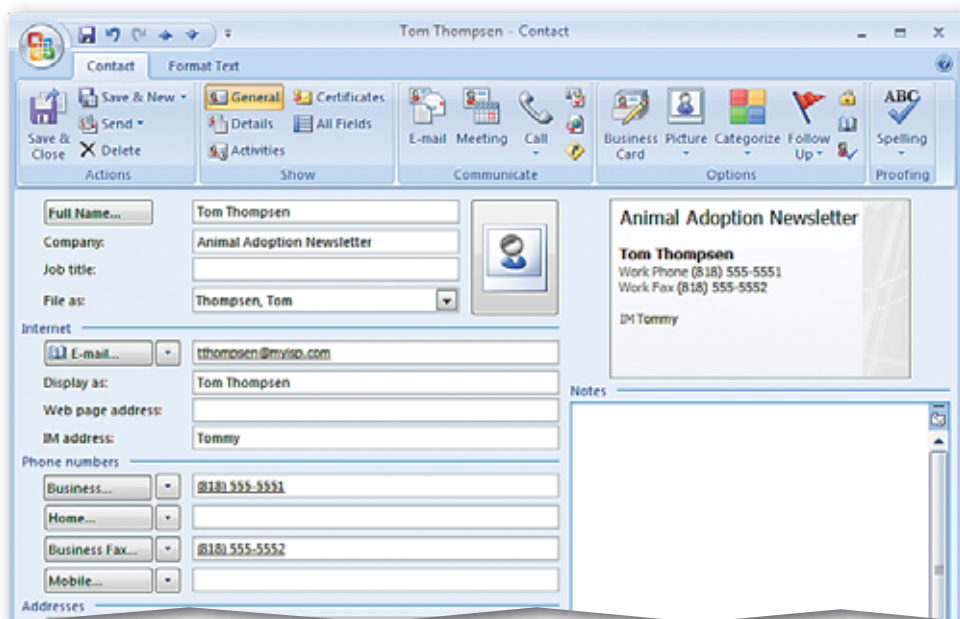 Tom Thompsen - Contact
Contact Format Text
Save & Close
Save & New
Send
Delete
Actions
General
Details
Activities
Certificates
All Fields
Show
E-mail
Meeting
Call
Communicate
Business Card
Picture
Categorize
Follow Up
Options
ABC
Spelling
Proofing
Full Name... Tom Thompsen
Company: Animal Adoption Newsletter
Job title:
File as: Thompsen, Tom
Internet
E-mail... tthompsen@myisp.com
Display as: Tom Thompsen
Web page address:
IM address: Tommy
Phone numbers
Business... (818) 555-5551
Home...
Business Fax... (818) 555-5552
Mobile...
Addresses
Animal Adoption Newsletter
Tom Thompsen
Work Phone (818) 555-5551
Work Fax (818) 555-5552
IM Tommy
Notes